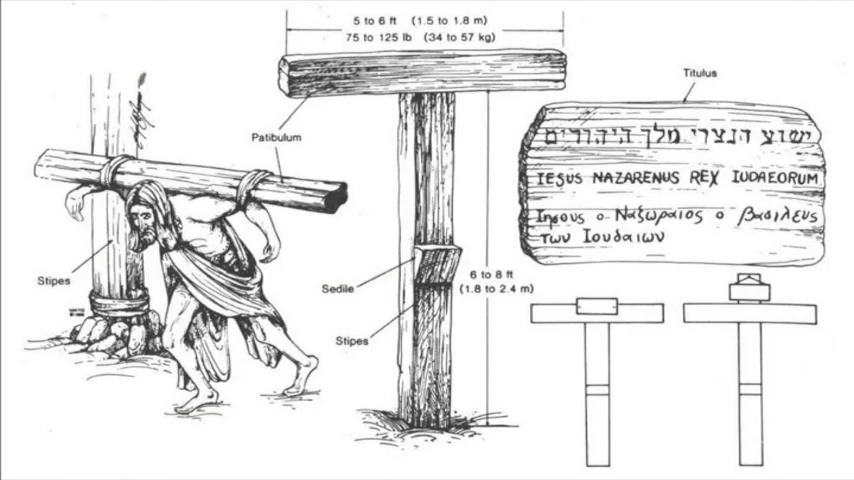 5 to 6 ft (1.5 to 1.8 m)
75 to 125 lb (34 to 57 kg)
Titulus
Patibulum
ישוע הנצרי מלך היהודים
IESUS NAZARENUS REX IUDAEORUM
Ιησους ο Ναζωραιος ο βασιλευς
των Ιουδαιων
Stipes
Sedile
6 to 8 ft
(1.8 to 2.4 m)
Stipes